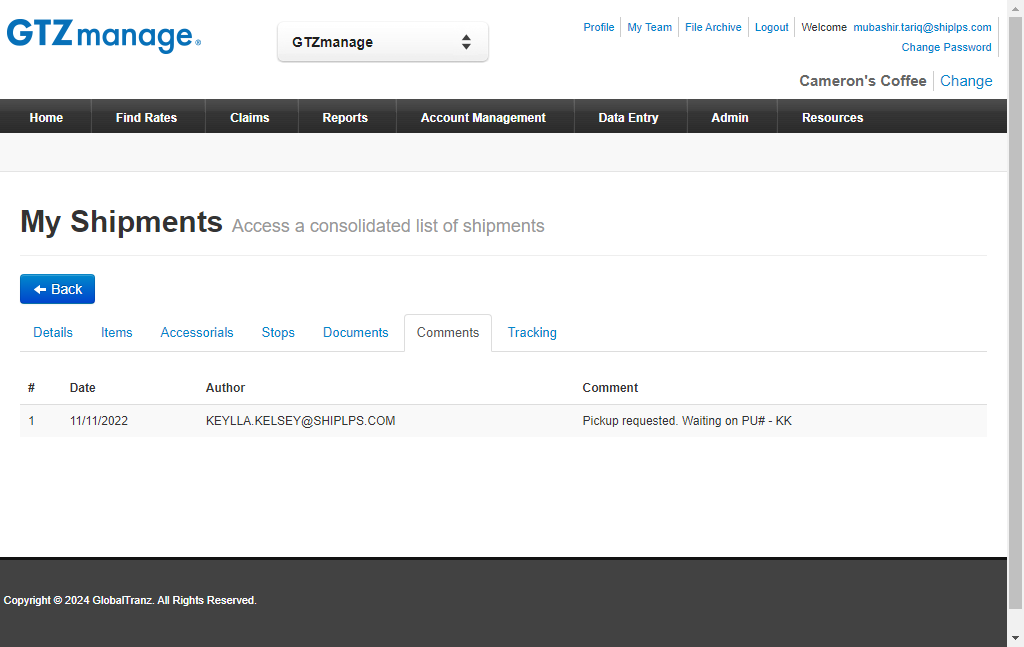 GTZmanage®
GTZmanage
Profile My Team File Archive Logout Welcome mubashir.tariq@shiplps.com
Change Password
Cameron's Coffee Change
Home Find Rates Claims Reports Account Management Data Entry Admin Resources
My Shipments Access a consolidated list of shipments
Back
Details Items Accessorials Stops Documents Comments Tracking
# Date Author Comment
1 11/11/2022 KEYLLA.KELSEY@SHIPLPS.COM Pickup requested. Waiting on PU# - KK
Copyright © 2024 GlobalTranz. All Rights Reserved.